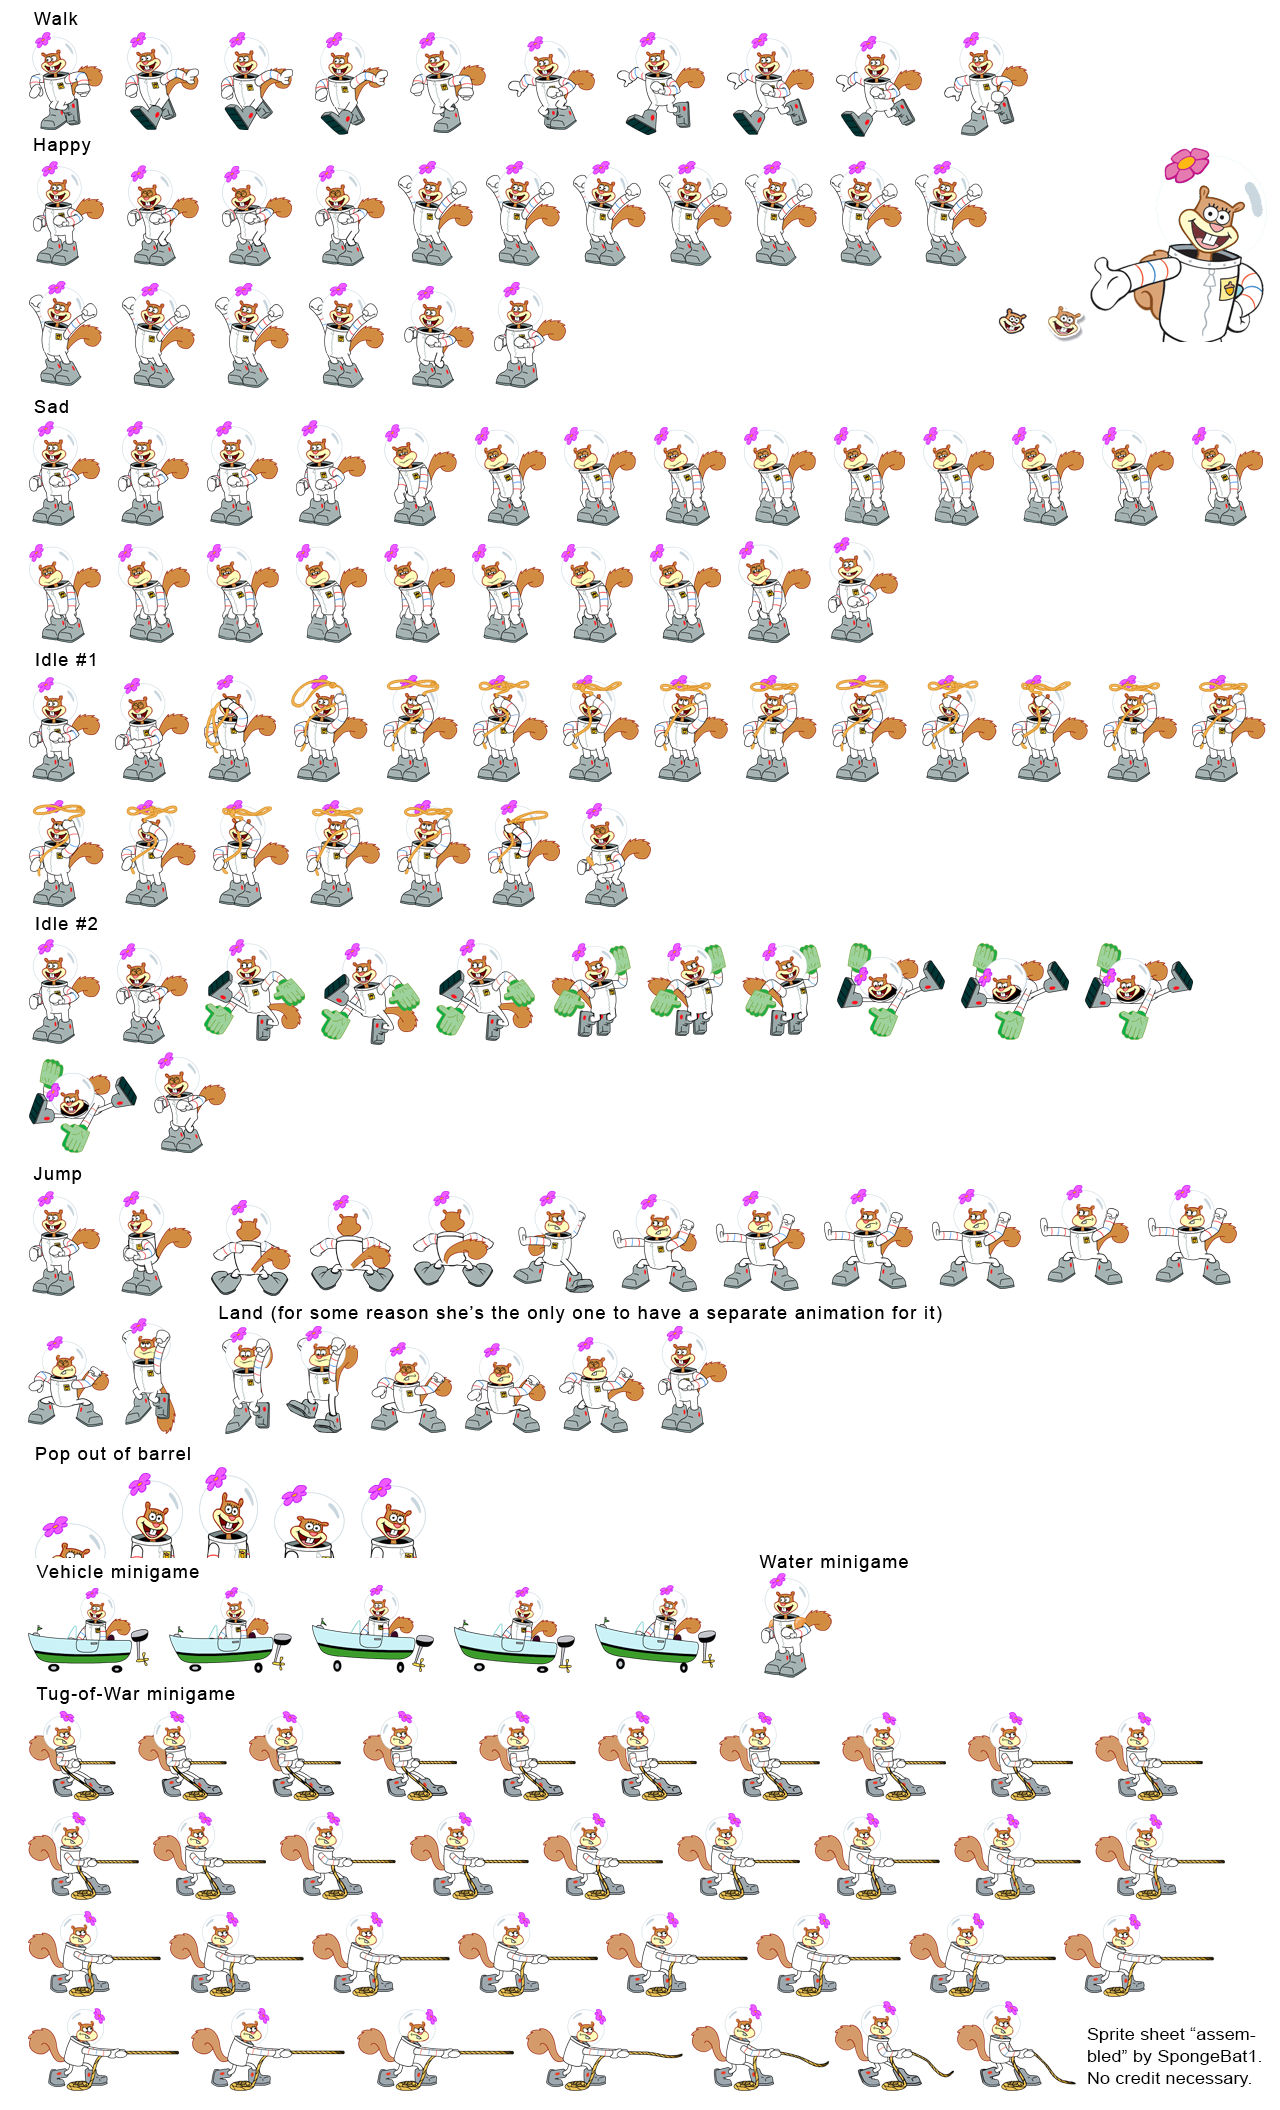 Walk
Happy
Sad
Idle #1
Idle #2
Jump
Land (for some reason she’s the only one to have a separate animation for it)
Pop out of barrel
Vehicle minigame
Water minigame
Tug-of-War minigame
Sprite sheet “assem-
bled” by SpongeBat1.
No credit necessary.